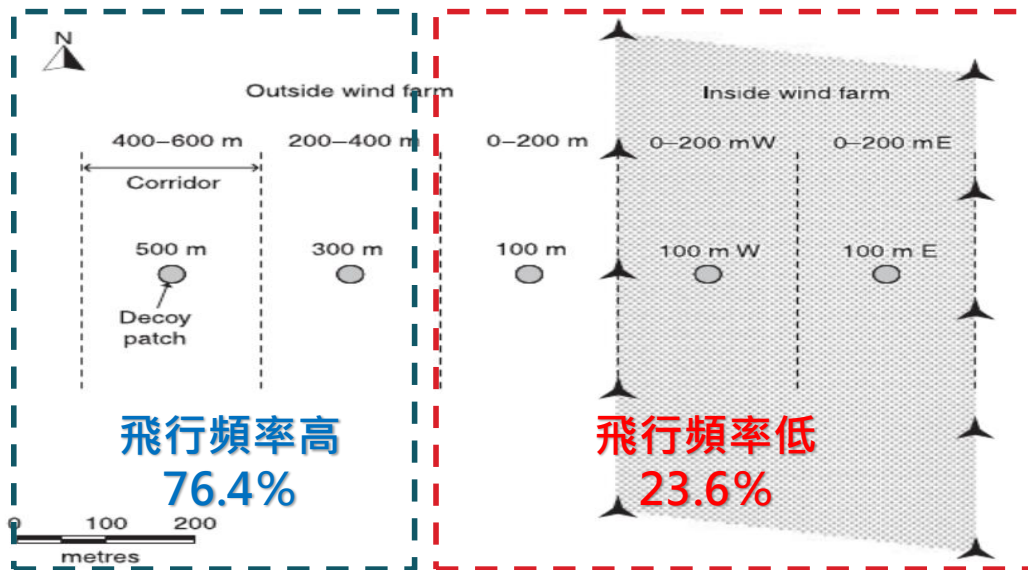 N
Outside wind farm
Inside wind farm
400–600 m
200–400 m
0–200 m
0–200 mW
0–200 mE
Corridor
500 m
300 m
100 m
100 m W
100 m E
Decoy
patch
飛行頻率高
76.4%
飛行頻率低
23.6%
0 100 200
metres